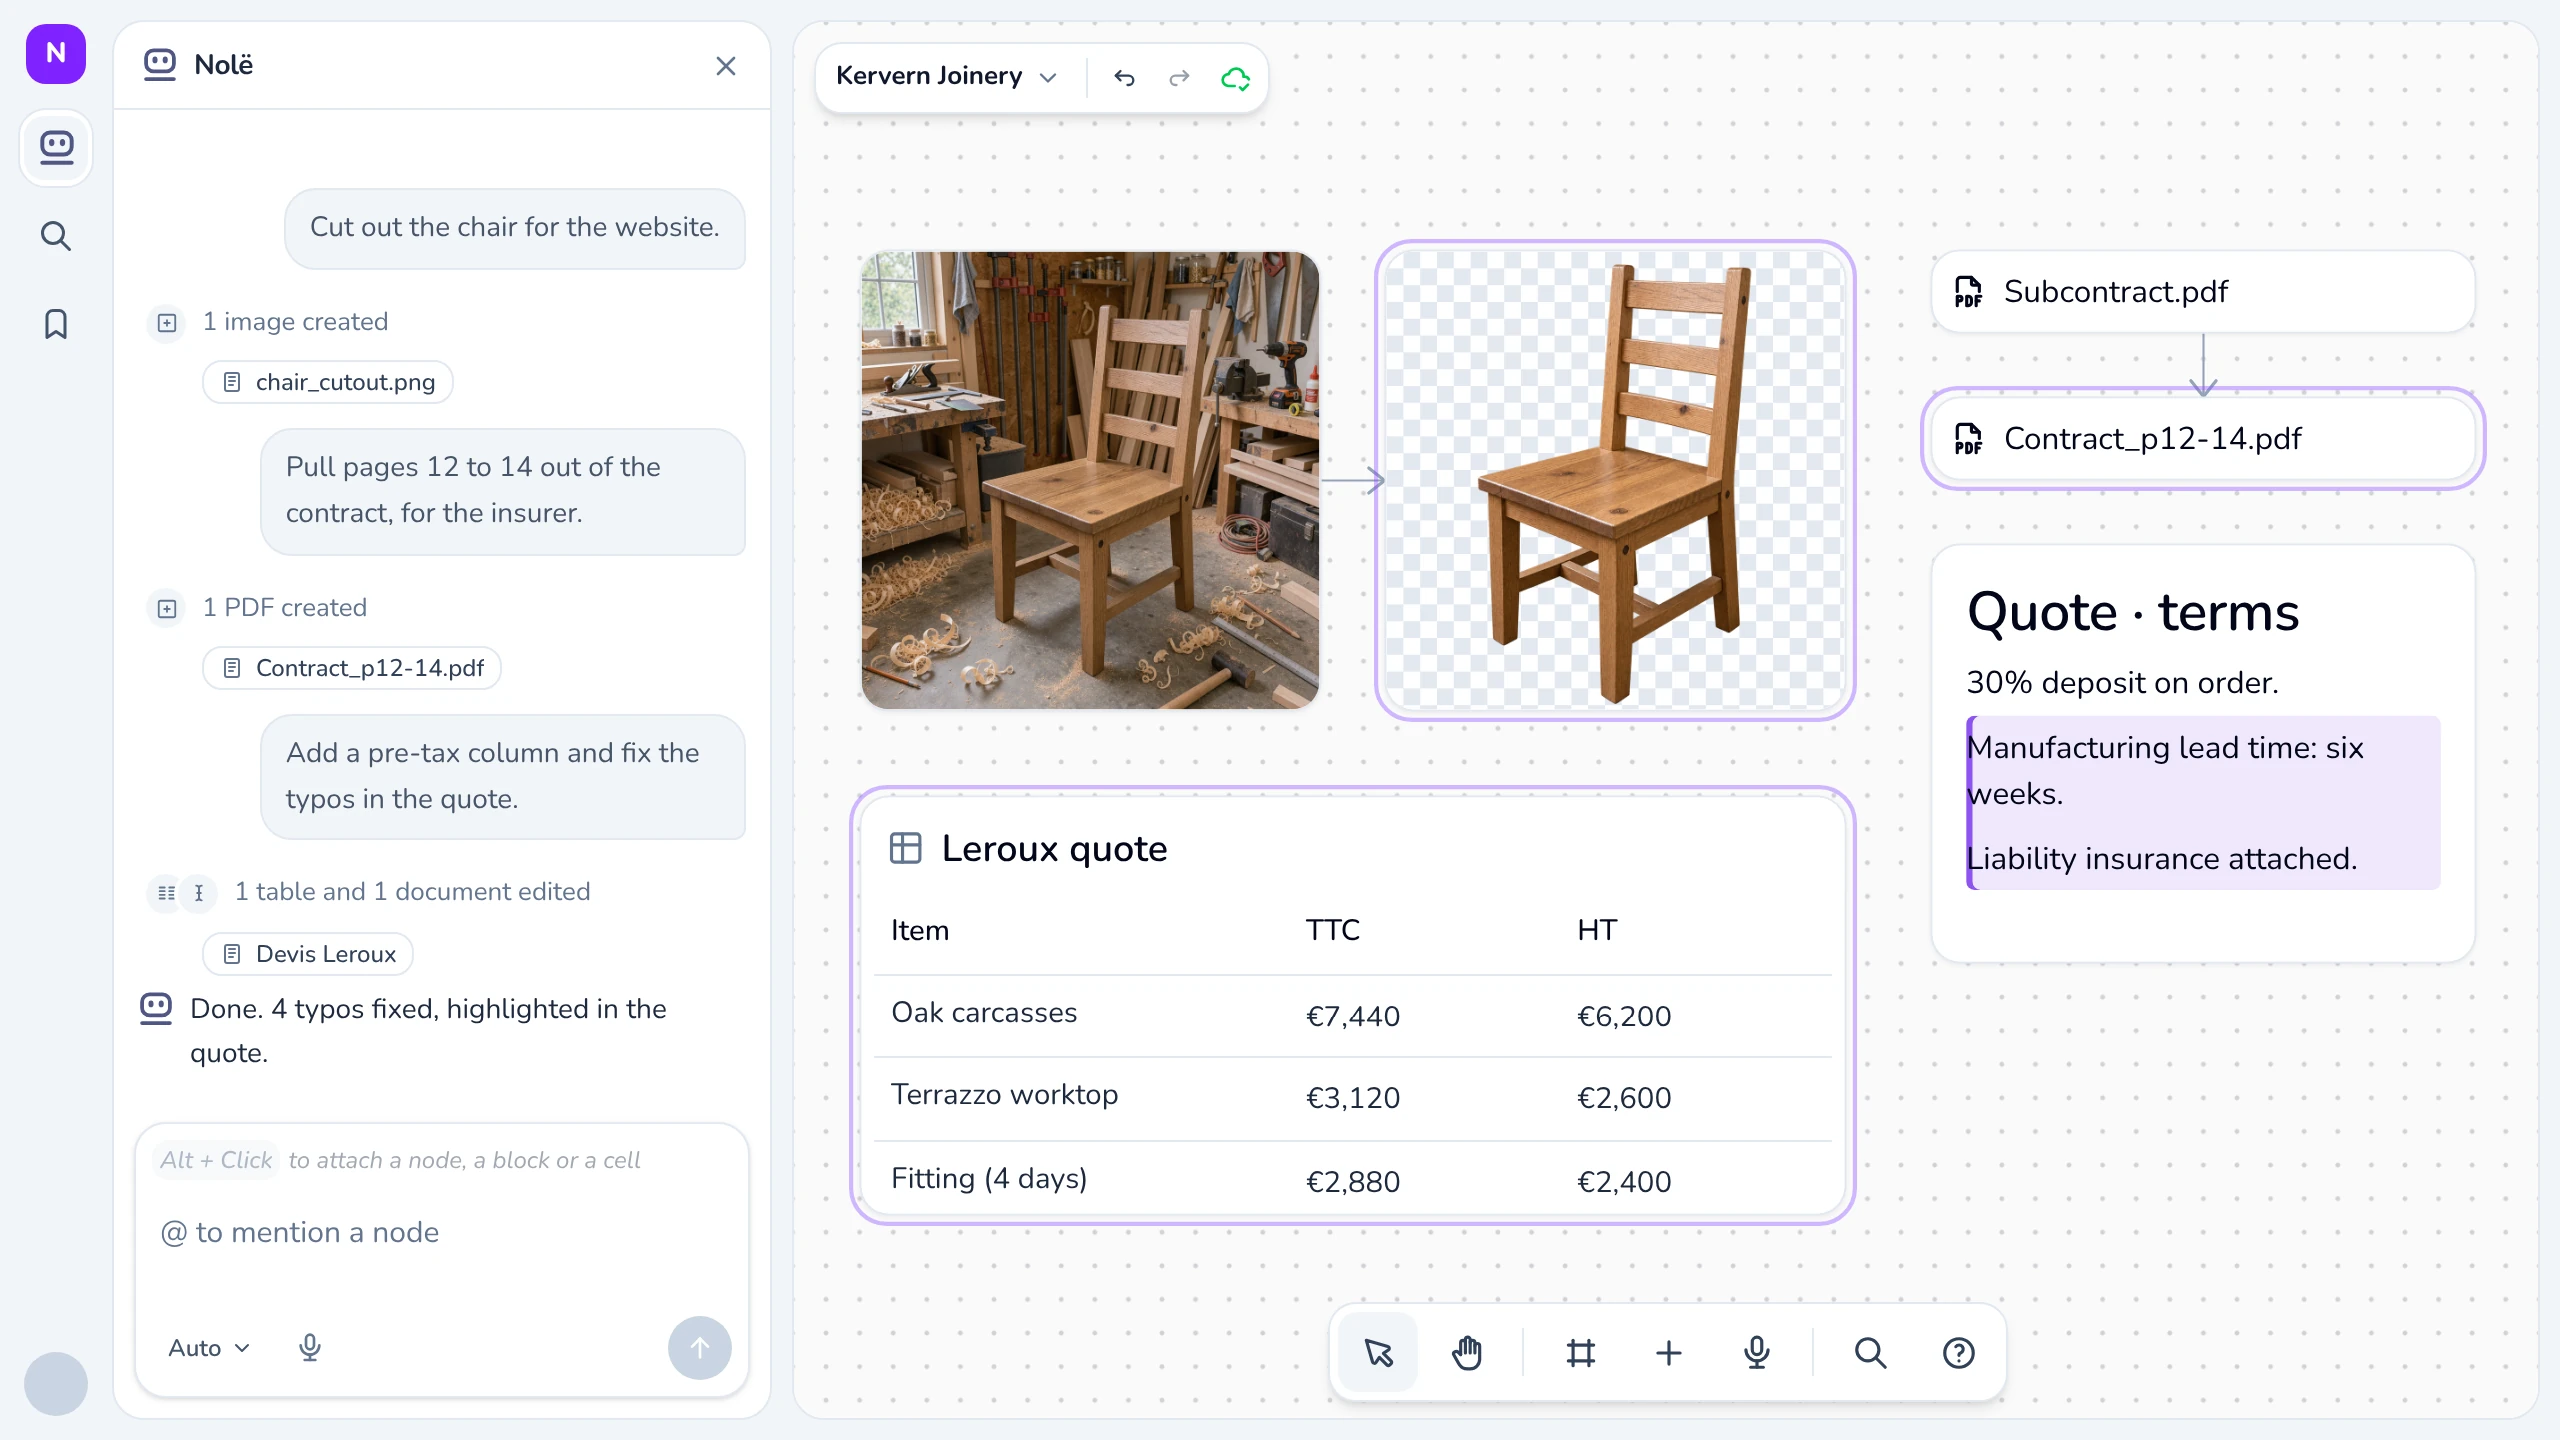 N
Nolë
Cut out the chair for the website.
1 image created
chair_cutout.png
Pull pages 12 to 14 out of the
contract, for the insurer.
1 PDF created
Contract_p12-14.pdf
Add a pre-tax column and fix the
typos in the quote.
1 table and 1 document edited
Devis Leroux
Done. 4 typos fixed, highlighted in the
quote.
Alt + Click to attach a node, a block or a cell
@ to mention a node
Auto
Kervern Joinery
PDF Subcontract.pdf
PDF Contract_p12-14.pdf
Quote · terms
30% deposit on order.
Manufacturing lead time: six
weeks.
Liability insurance attached.
Leroux quote
Item TTC HT
Oak carcasses €7,440 €6,200
Terrazzo worktop €3,120 €2,600
Fitting (4 days) €2,880 €2,400